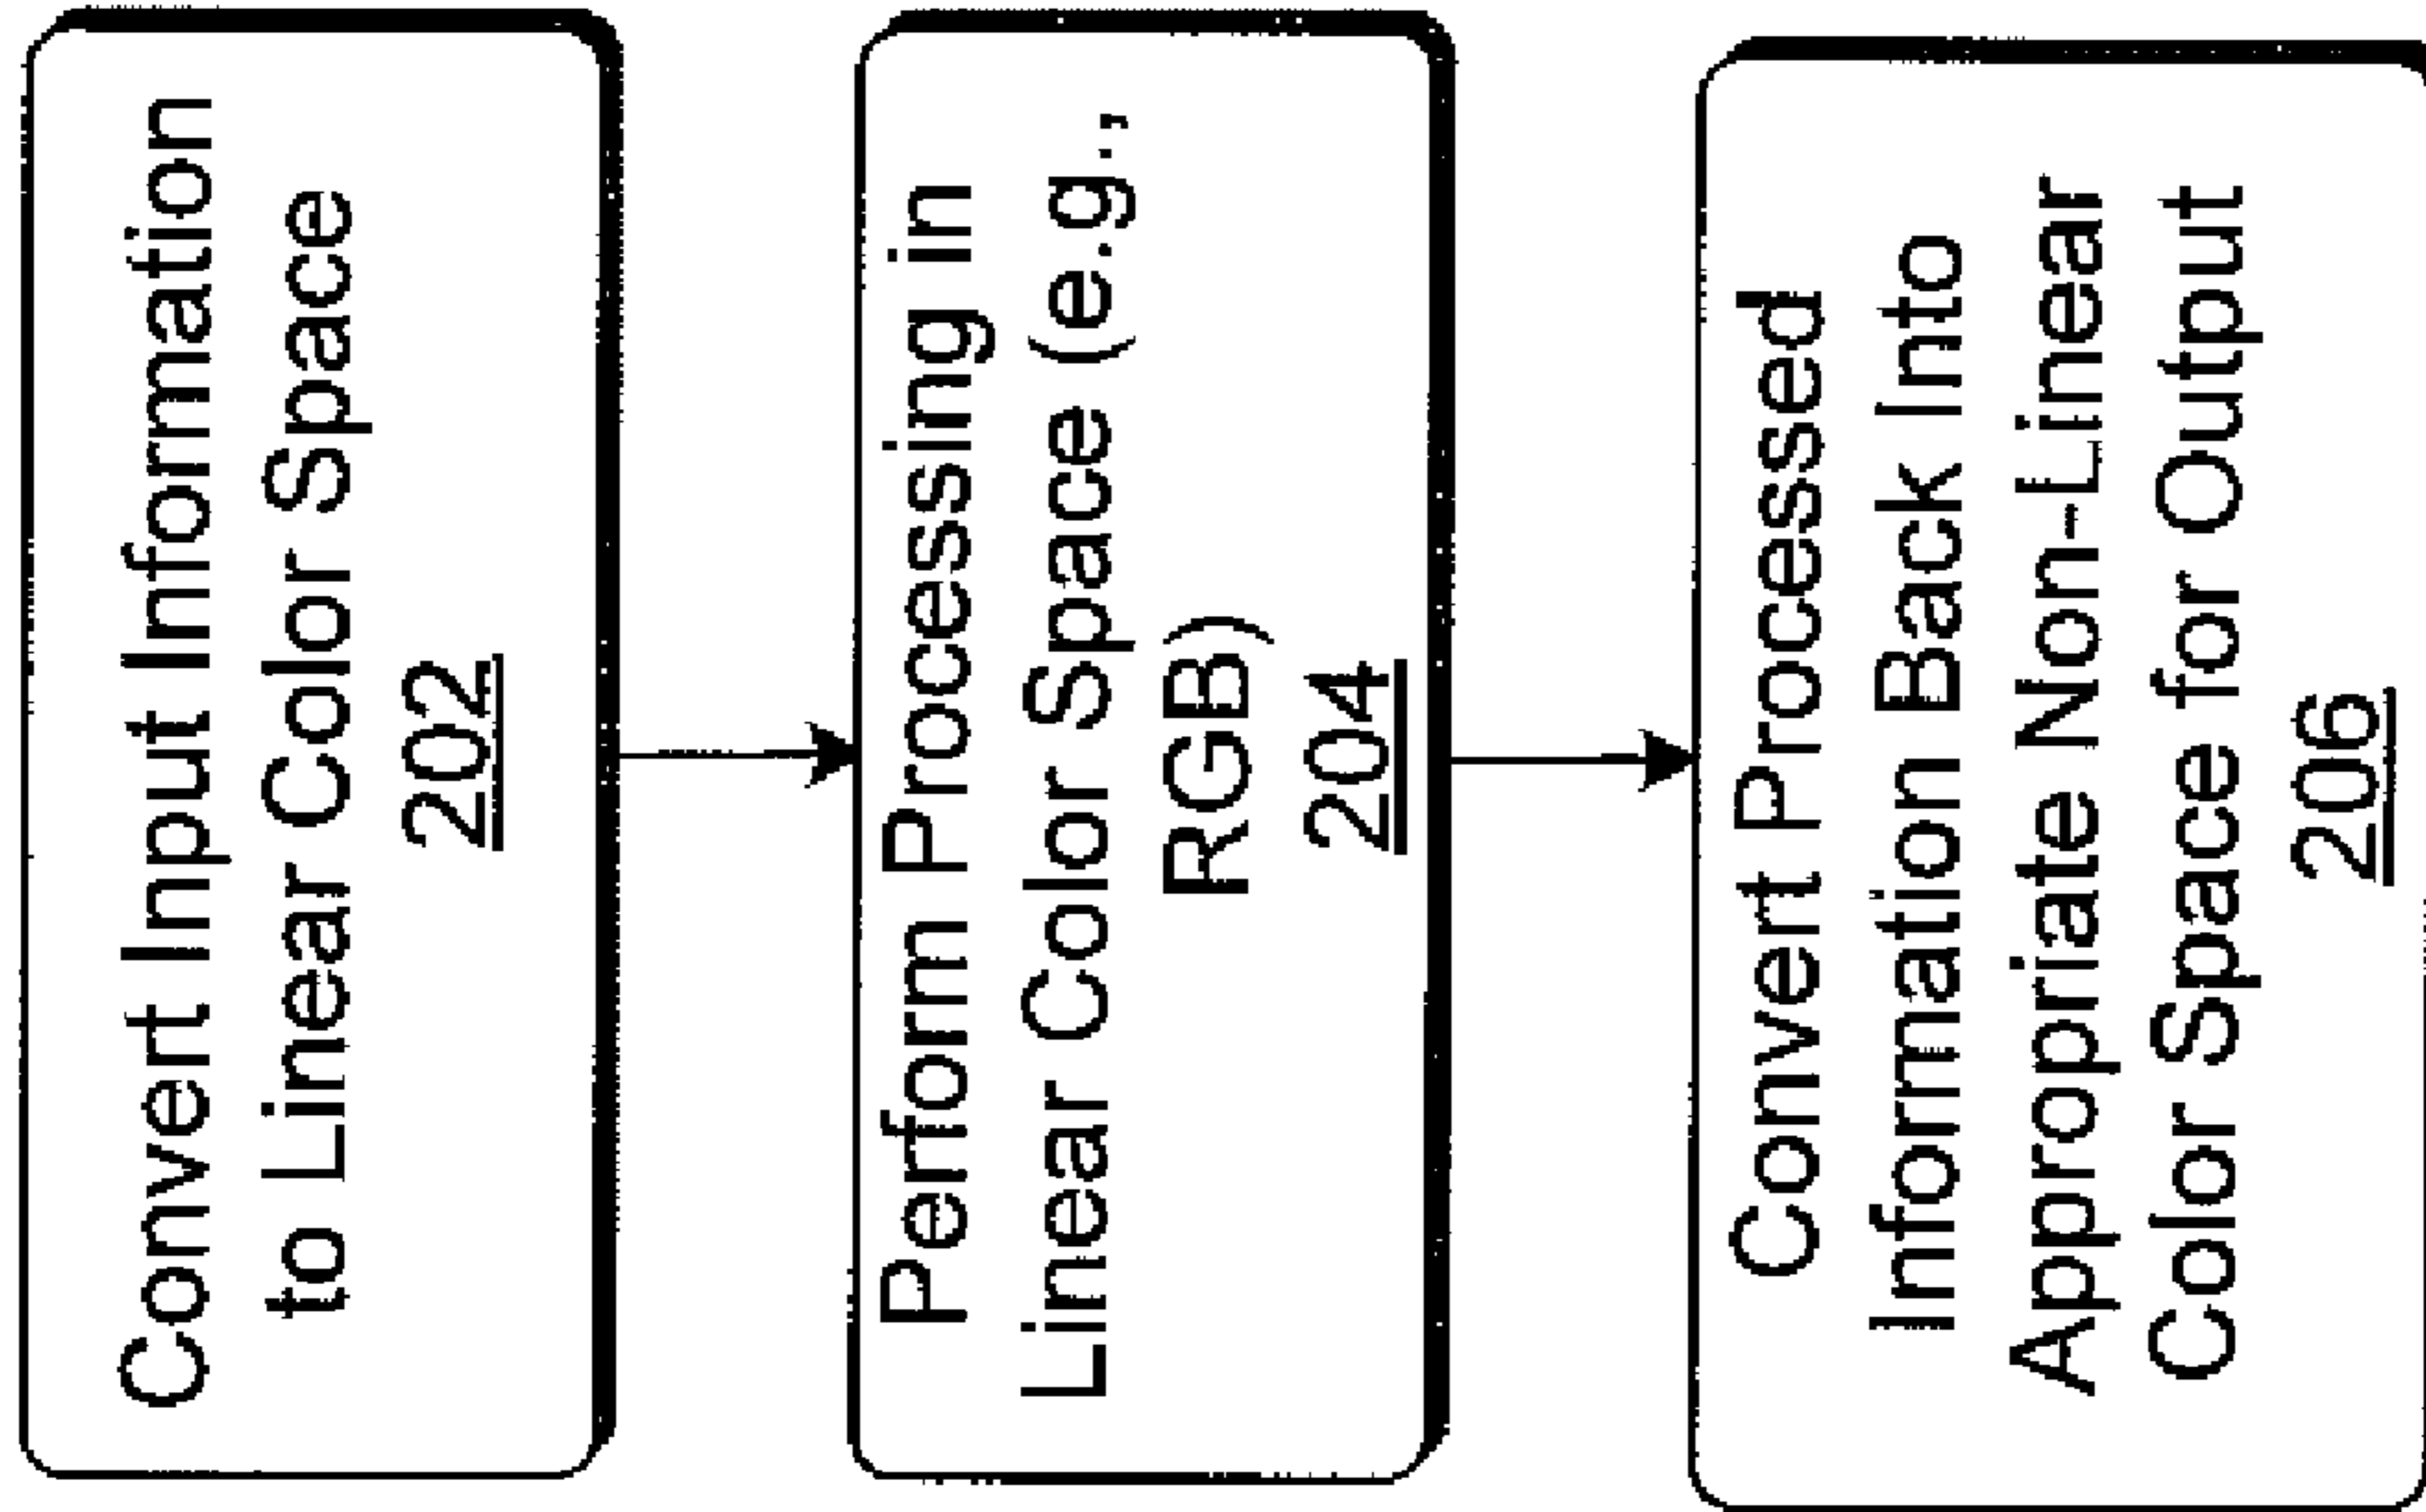 Convert Input Information
to Linear Color Space
202
Perform Processing in
Linear Color Space (e.g.,
RGB)
204
Convert Processed
Information Back Into
Appropriate Non-Linear
Color Space for Output
206